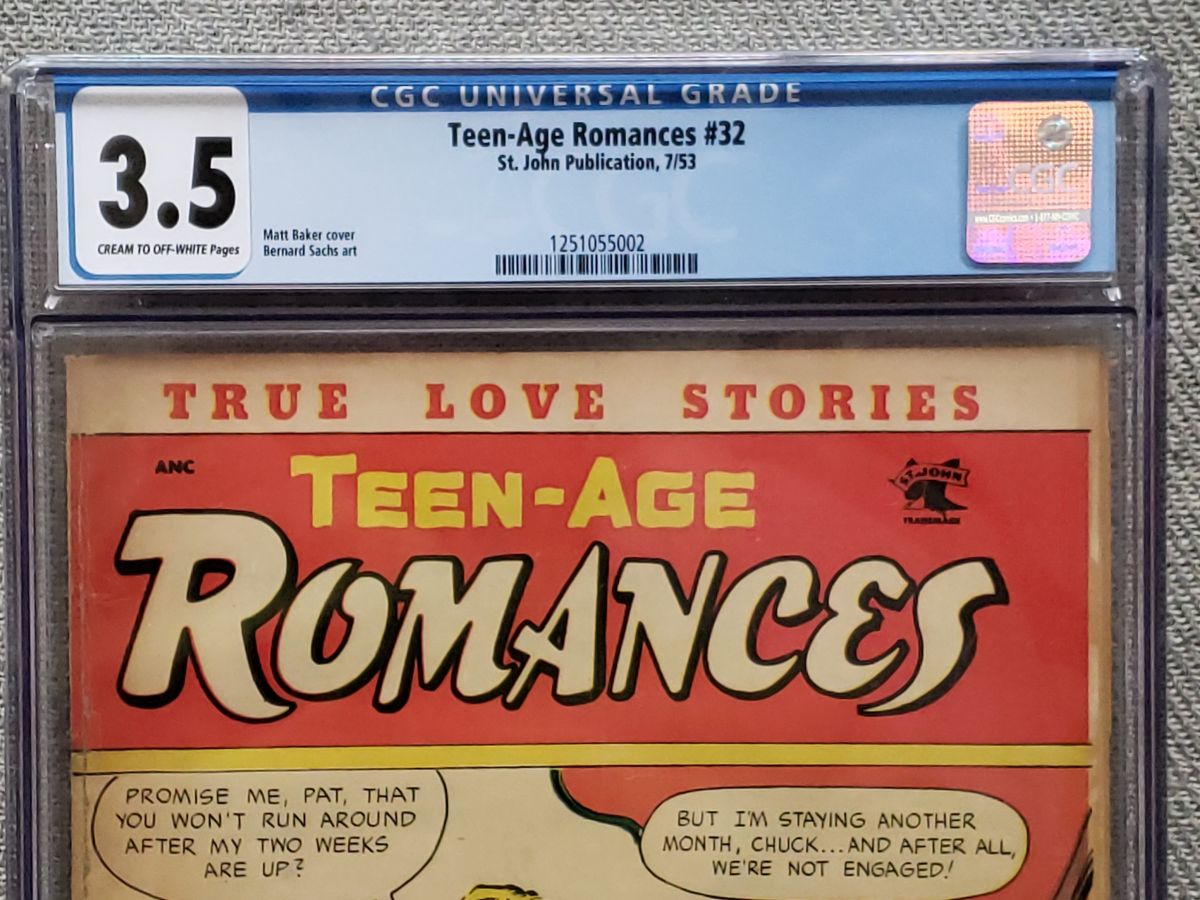 CGC UNIVERSAL GRADE
3.5
CREAM TO OFF-WHITE Pages
Teen-Age Romances #32
St. John Publication, 7/53
Matt Baker cover
Bernard Sachs art
1251055002
CGC
TRUE LOVE STORIES
ANC
TEEN-AGE
ST. JOHN
TRADEMARK
ROMANCES
PROMISE ME, PAT, THAT
YOU WON'T RUN AROUND
AFTER MY TWO WEEKS
ARE UP?
BUT I'M STAYING ANOTHER
MONTH, CHUCK...AND AFTER ALL,
WE'RE NOT ENGAGED!